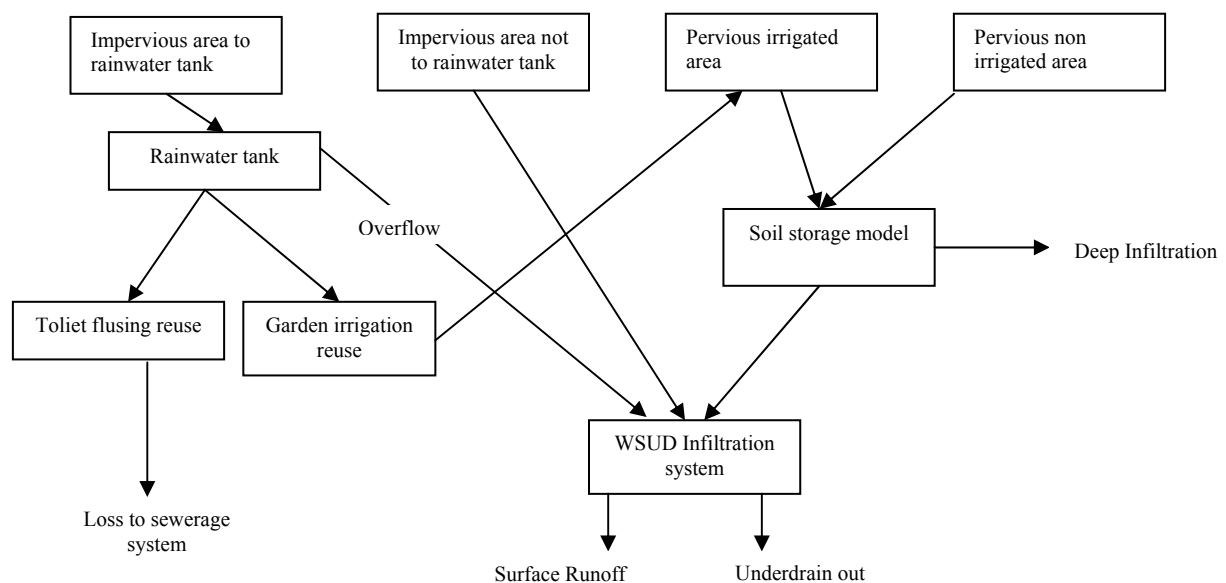 Impervious area to
rainwater tank
Impervious area not
to rainwater tank
Pervious irrigated
area
Pervious non
irrigated area
Rainwater tank
Overflow
Soil storage model
Deep Infiltration
Toliet flusing reuse
Garden irrigation
reuse
WSUD Infiltration
system
Loss to sewerage
system
Surface Runoff
Underdrain out